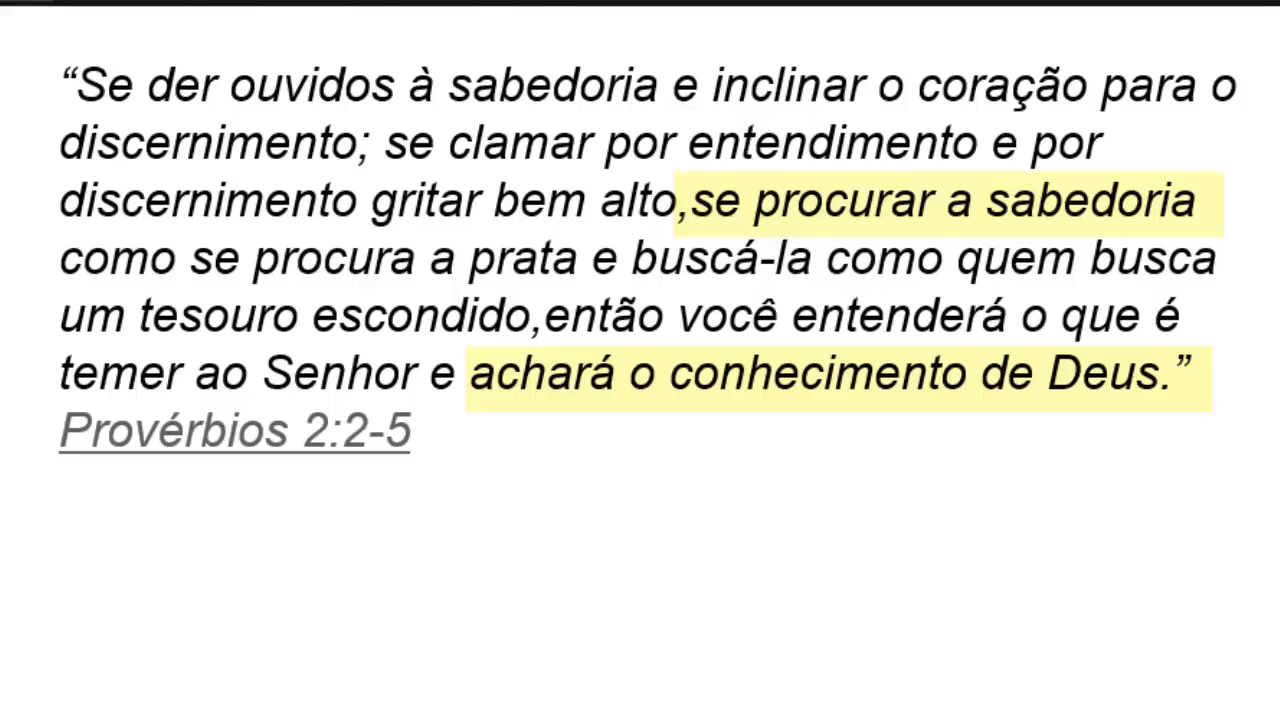 “Se der ouvidos à sabedoria e inclinar o coração para o
discernimento; se clamar por entendimento e por
discernimento gritar bem alto,se procurar a sabedoria
como se procura a prata e buscá-la como quem busca
um tesouro escondido,então você entenderá o que é
temer ao Senhor e achará o conhecimento de Deus.”
Provérbios 2:2-5